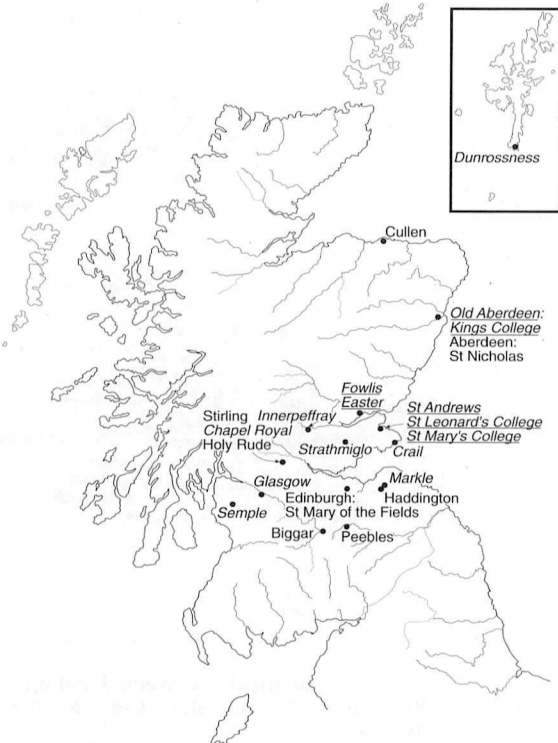 Dunrossness
Cullen
Old Aberdeen:
Kings College
Aberdeen:
St Nicholas
Fowlis
Easter
Innerpeffray
Stirling
Chapel Royal
Holy Rude
St Andrews
St Leonard's College
St Mary's College
Strathmiglo
Crail
Glasgow
Markle
Edinburgh:
St Mary of the Fields
Haddington
Semple
Biggar
Peebles